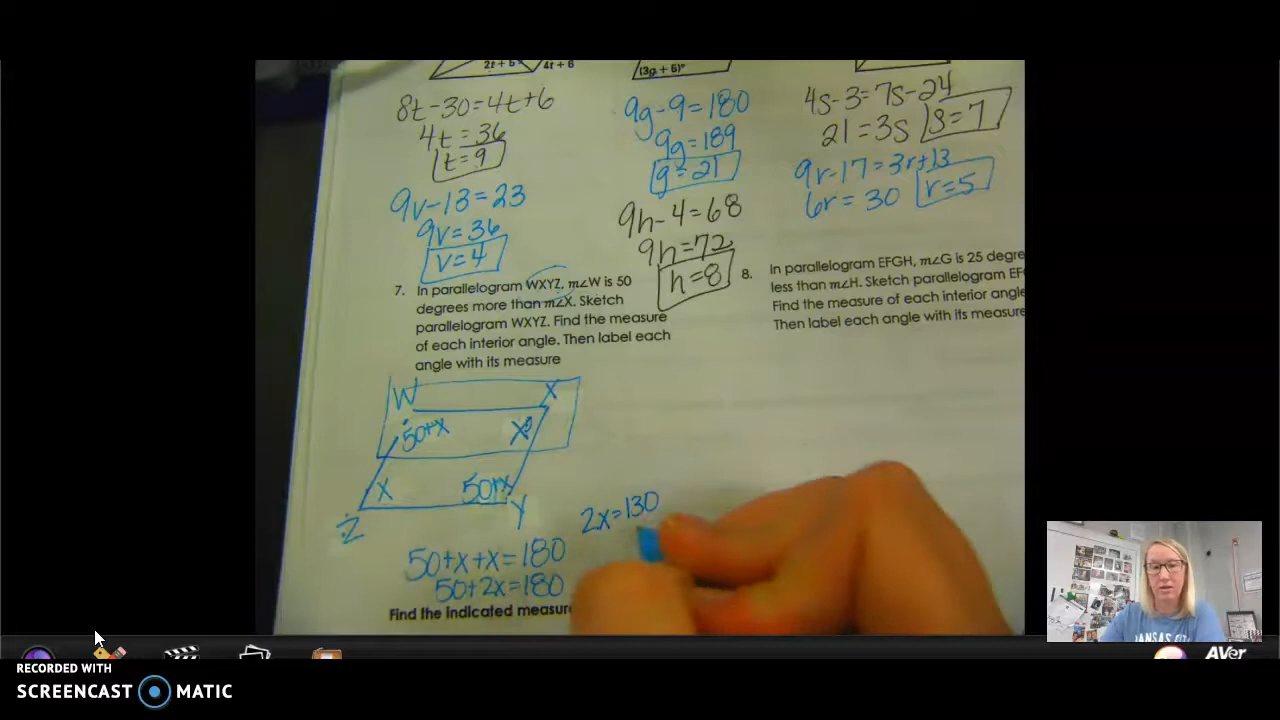 2t + 5
4t + 6
(3g + 6)°
8t-30=4t+6
4t=36
t=9
9v-13=23
9v=36
v=4
9g-9=180
9g=189
g=21
9h-4=68
9h=72
h=8
4s-3=7s-24
21=3s
s=7
9r-17=3r+13
6r=30
r=5
7. In parallelogram WXYZ, m∠W is 50
degrees more than m∠X. Sketch
parallelogram WXYZ. Find the measure
of each interior angle. Then label each
angle with its measure
8. In parallelogram EFGH, m∠G is 25 degre
less than m∠H. Sketch parallelogram EF
Find the measure of each interior angle
Then label each angle with its measure
W
X
50+x
x
x
50+x
Z
Y
50+x+x=180
50+2x=180
2x=130
Find the indicated measure
RECORDED WITH
SCREENCAST MATIC
KANSAS CI
AVer